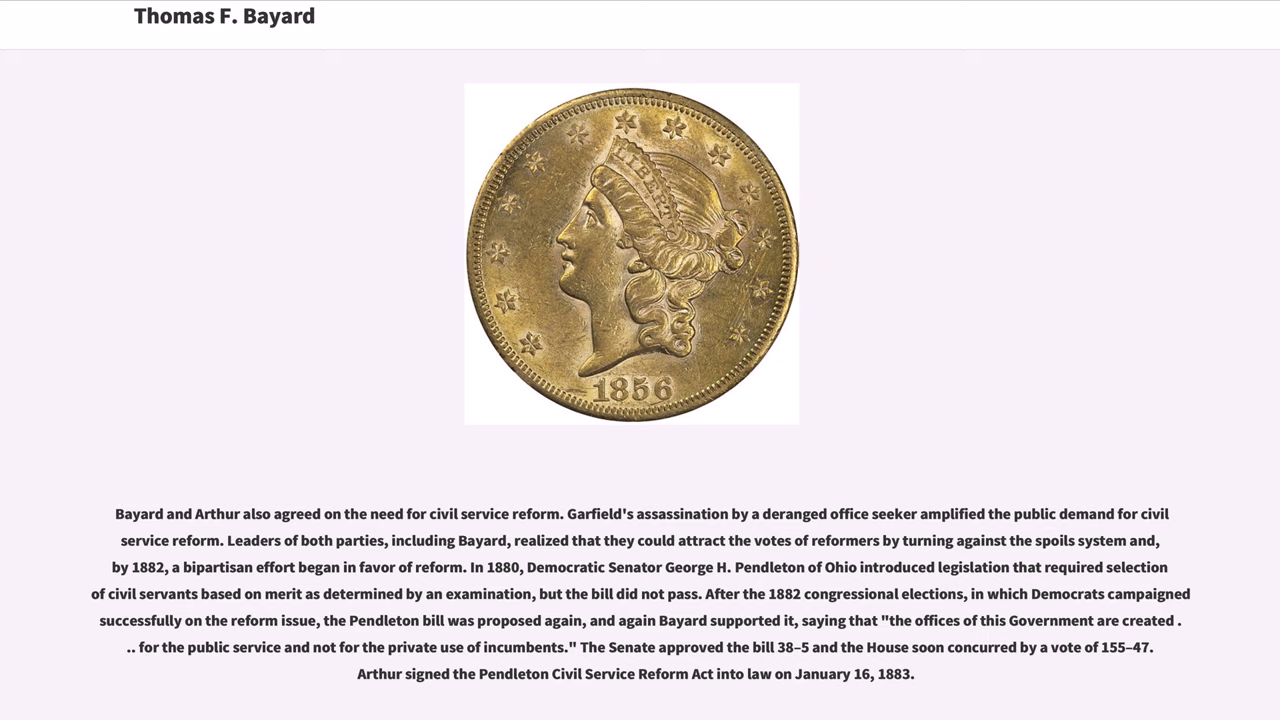 Thomas F. Bayard
LIBERTY
1856
Bayard and Arthur also agreed on the need for civil service reform. Garfield's assassination by a deranged office seeker amplified the public demand for civil
service reform. Leaders of both parties, including Bayard, realized that they could attract the votes of reformers by turning against the spoils system and,
by 1882, a bipartisan effort began in favor of reform. In 1880, Democratic Senator George H. Pendleton of Ohio introduced legislation that required selection
of civil servants based on merit as determined by an examination, but the bill did not pass. After the 1882 congressional elections, in which Democrats campaigned
successfully on the reform issue, the Pendleton bill was proposed again, and again Bayard supported it, saying that "the offices of this Government are created .
.. for the public service and not for the private use of incumbents." The Senate approved the bill 38–5 and the House soon concurred by a vote of 155–47.
Arthur signed the Pendleton Civil Service Reform Act into law on January 16, 1883.